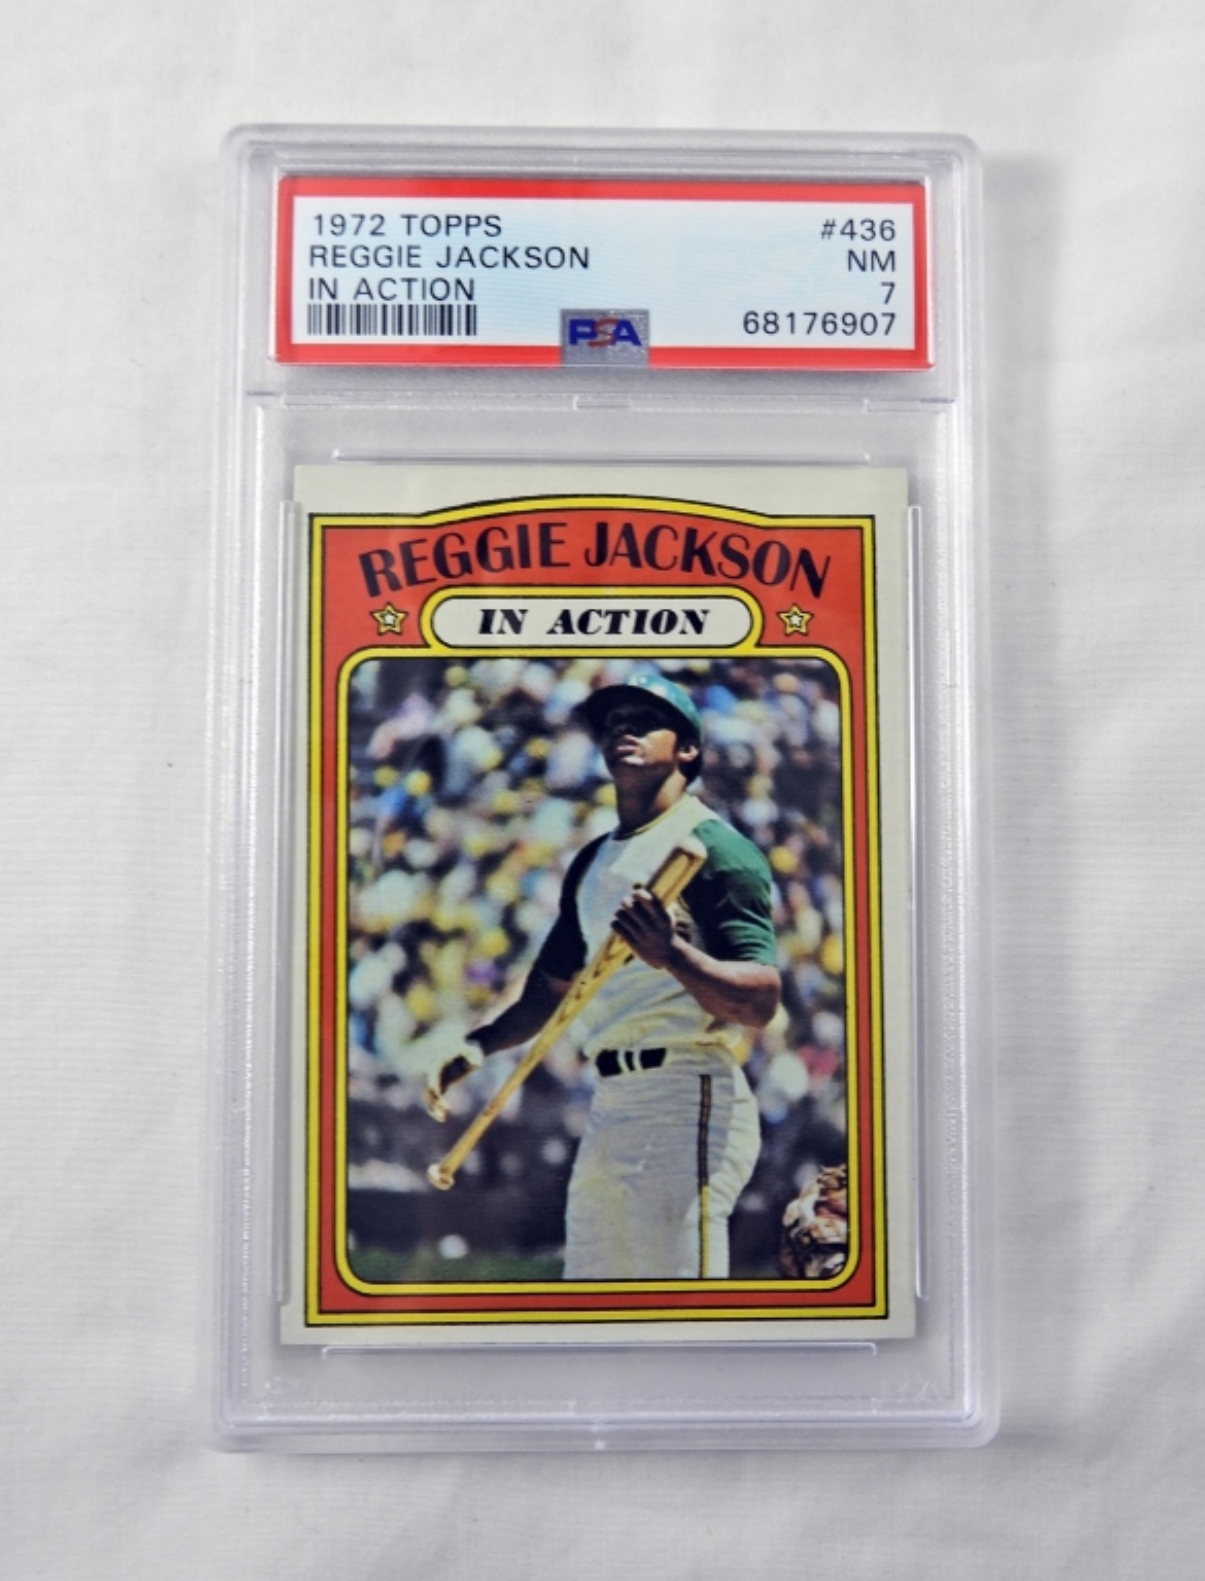 1972 TOPPS #436
REGGIE JACKSON NM
IN ACTION 7
PSA 68176907
REGGIE JACKSON
IN ACTION